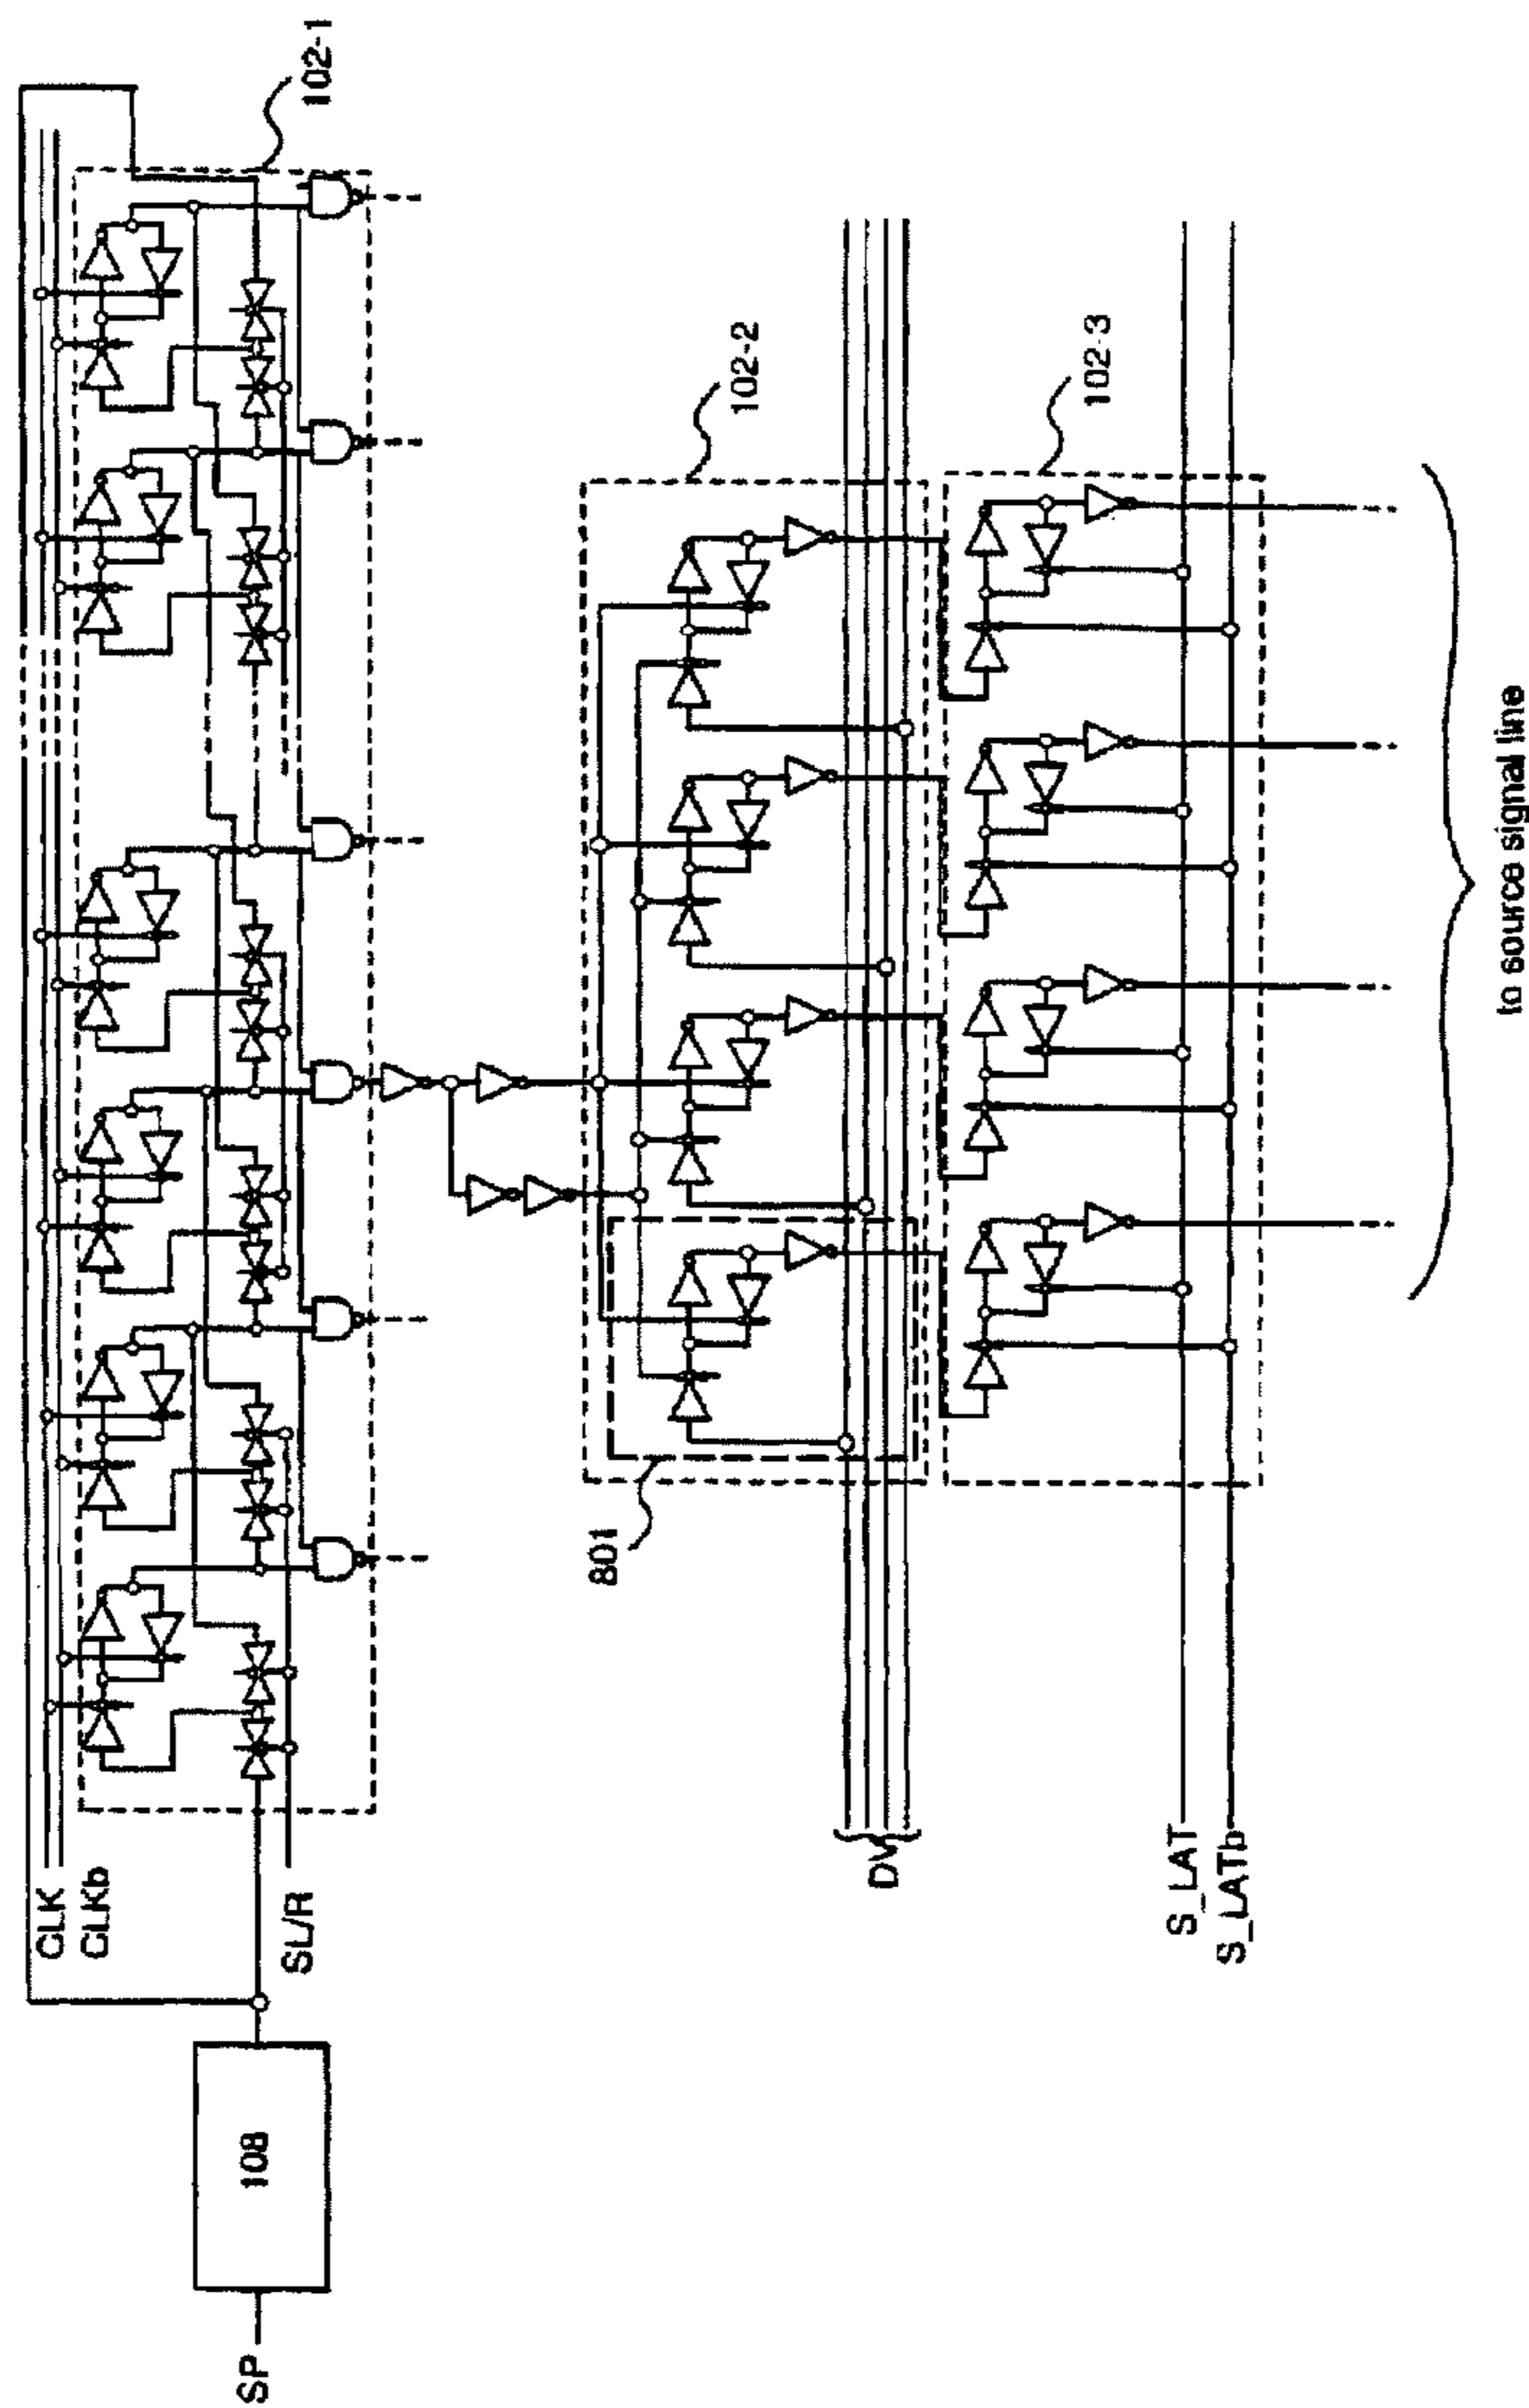 102-1
CLK
CLKb
SL/R
108
SP
102-2
801
DV
102-3
S_LAT
S_LATb
to source signal line